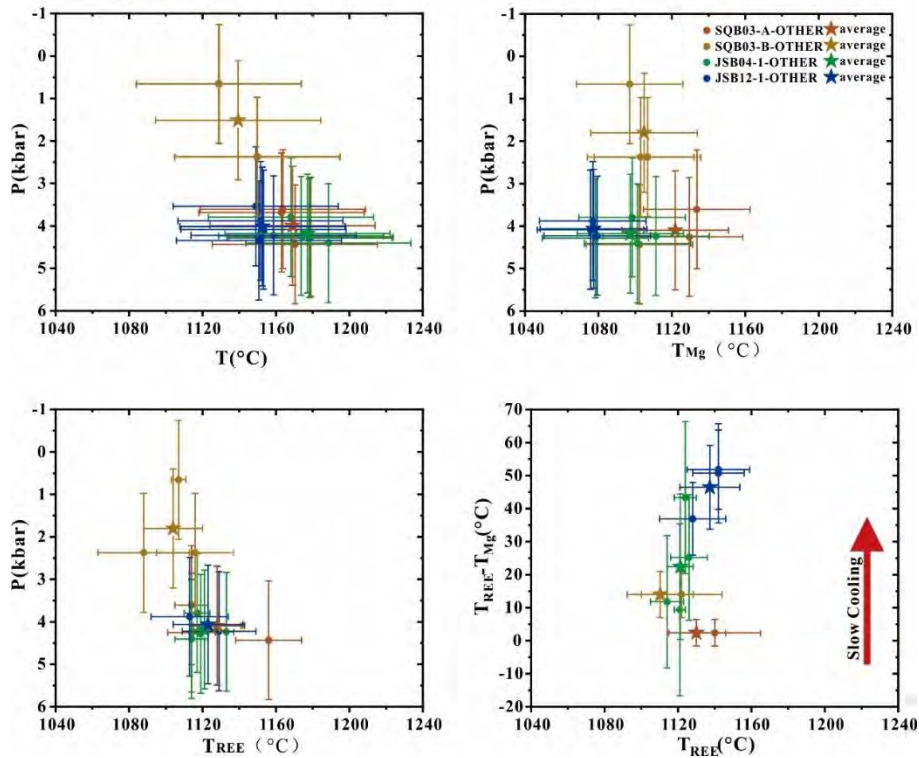 -1
0
1
2
3
4
5
6
P(kbar)
1040 1080 1120 1160 1200 1240
T(°C)
-1
0
1
2
3
4
5
6
P(kbar)
SQB03-A-OTHER average
SQB03-B-OTHER average
JSB04-1-OTHER average
JSB12-1-OTHER average
1040 1080 1120 1160 1200 1240
TMg (°C)
-1
0
1
2
3
4
5
6
P(kbar)
1040 1080 1120 1160 1200 1240
TREE (°C)
70
60
50
40
30
20
10
0
-10
-20
TREE-TMg(°C)
Slow Cooling
1040 1080 1120 1160 1200 1240
TREE(°C)